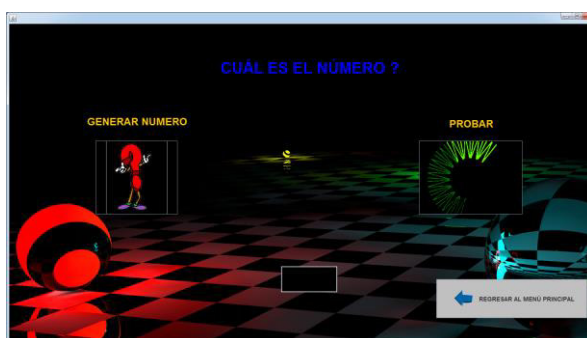 CUÁL ES EL NÚMERO ?
GENERAR NUMERO
PROBAR
REGRESAR AL MENÚ PRINCIPAL